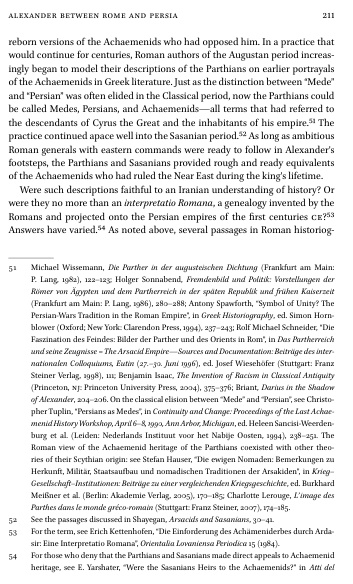 ALEXANDER BETWEEN ROME AND PERSIA 211
reborn versions of the Achaemenids who had opposed him. In a practice that
would continue for centuries, Roman authors of the Augustan period increas-
ingly began to model their descriptions of the Parthians on earlier portrayals
of the Achaemenids in Greek literature. Just as the distinction between “Mede”
and “Persian” was often elided in the Classical period, now the Parthians could
be called Medes, Persians, and Achaemenids—all terms that had referred to
the descendants of Cyrus the Great and the inhabitants of his empire.51 The
practice continued apace well into the Sasanian period.52 As long as ambitious
Roman generals with eastern commands were ready to follow in Alexander’s
footsteps, the Parthians and Sasanians provided rough and ready equivalents
of the Achaemenids who had ruled the Near East during the king’s lifetime.
Were such descriptions faithful to an Iranian understanding of history? Or
were they no more than an interpretatio Romana, a genealogy invented by the
Romans and projected onto the Persian empires of the first centuries CE?53
Answers have varied.54 As noted above, several passages in Roman historiog-
51 Michael Wissemann, Die Parther in der augusteischen Dichtung (Frankfurt am Main:
P. Lang, 1982), 122–123; Holger Sonnabend, Fremdenbild und Politik: Vorstellungen der
Römer von Ägypten und dem Partherreich in der späten Republik und frühen Kaiserzeit
(Frankfurt am Main: P. Lang, 1986), 280–288; Antony Spawforth, “Symbol of Unity? The
Persian-Wars Tradition in the Roman Empire”, in Greek Historiography, ed. Simon Horn-
blower (Oxford; New York: Clarendon Press, 1994), 237–243; Rolf Michael Schneider, “Die
Faszination des Feindes: Bilder der Parther und des Orients in Rom”, in Das Partherreich
und seine Zeugnisse = The Arsacid Empire—Sources and Documentation: Beiträge des inter-
nationalen Colloquiums, Eutin (27.–30. Juni 1996), ed. Josef Wiesehöfer (Stuttgart: Franz
Steiner Verlag, 1998), 111; Benjamin Isaac, The Invention of Racism in Classical Antiquity
(Princeton, NJ: Princeton University Press, 2004), 375–376; Briant, Darius in the Shadow
of Alexander, 204–206. On the classical elision between “Mede” and “Persian”, see Christo-
pher Tuplin, “Persians as Medes”, in Continuity and Change: Proceedings of the Last Achae-
menid History Workshop, April 6–8, 1990, Ann Arbor, Michigan, ed. Heleen Sancisi-Weerden-
burg et al. (Leiden: Nederlands Instituut voor het Nabije Oosten, 1994), 238–251. The
Roman view of the Achaemenid heritage of the Parthians coexisted with other theo-
ries of their Scythian origin: see Stefan Hauser, “Die ewigen Nomaden: Bemerkungen zu
Herkunft, Militär, Staatsaufbau und nomadischen Traditionen der Arsakiden”, in Krieg–
Gesellschaft–Institutionen: Beiträge zu einer vergleichenden Kriegsgeschichte, ed. Burkhard
Meißner et al. (Berlin: Akademie Verlag, 2005), 170–185; Charlotte Lerouge, L’image des
Parthes dans le monde gréco-romain (Stuttgart: Franz Steiner, 2007), 174–185.
52 See the passages discussed in Shayegan, Arsacids and Sasanians, 30–41.
53 For the term, see Erich Kettenhofen, “Die Einforderung des Achämeniderbes durch Arda-
šir: Eine Interpretatio Romana”, Orientalia Lovaniensia Periodica 15 (1984).
54 For those who deny that the Parthians and Sasanians made direct appeals to Achaemenid
heritage, see E. Yarshater, “Were the Sasanians Heirs to the Achaemenids?” in Atti del